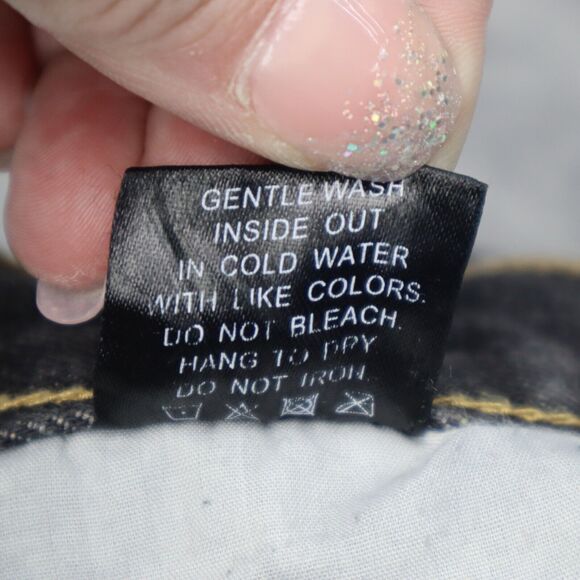 GENTLE WASH
INSIDE OUT
IN COLD WATER
WITH LIKE COLORS.
DO NOT BLEACH.
HANG TO DRY
DO NOT IRON.